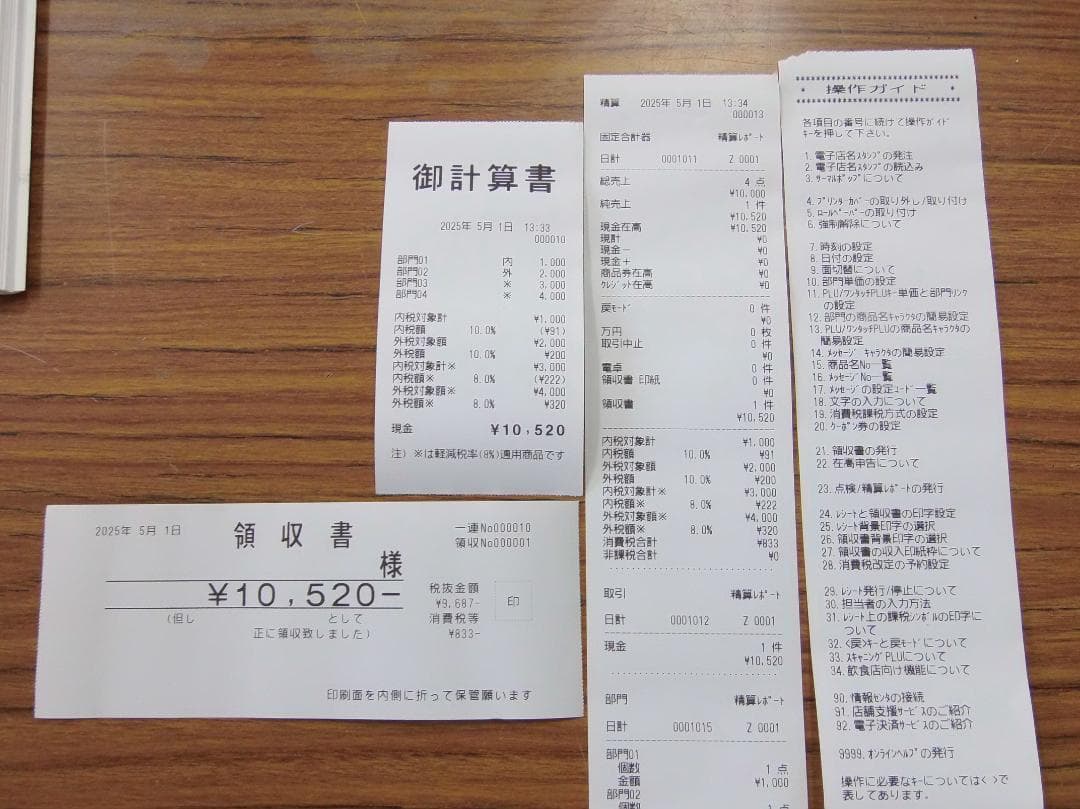 御計算書
2025年 5月 1日 13:33
000010
部門01 内 1,000
部門02 外 2,000
部門03 ※ 3,000
部門04 ※ 4,000
内税対象計 ¥1,000
内税額 10.0% (¥91)
外税対象額 ¥2,000
外税額 10.0% ¥200
内税対象計※ ¥3,000
内税額※ 8.0% (¥222)
外税対象額※ ¥4,000
外税額※ 8.0% ¥320
現金 ¥10,520
注) ※は軽減税率(8%)適用商品です
2025年 5月 1日
領収書
一連No000010
領収No000001
様
¥10,520-
(但し として
正に領収致しました)
税抜金額
¥9,687-
消費税等
¥833-
印
印刷面を内側に折って保管願います
精算 2025年 5月 1日 13:34
000013
固定合計器 精算レポート
日計 0001011 Z 0001
総売上 4 点
¥10,000
純売上 1 件
¥10,520
現金在高 ¥10,520
現計 ¥0
現金- ¥0
現金+ ¥0
商品券在高 ¥0
クレジット在高 ¥0
戻モード 0 件
¥0
万円 0 枚
取引中止 0 件
¥0
電卓 0 件
領収書 印紙 0 件
¥0
領収書 1 件
¥10,520
内税対象計 ¥1,000
内税額 10.0% ¥91
外税対象額 ¥2,000
外税額 10.0% ¥200
内税対象計※ ¥3,000
内税額※ 8.0% ¥222
外税対象額※ ¥4,000
外税額※ 8.0% ¥320
消費税合計 ¥833
非課税合計 ¥0
取引 精算レポート
日計 0001012 Z 0001
現金 1 件
¥10,520
部門 精算レポート
日計 0001015 Z 0001
部門01
個数 1 点
金額 ¥1,000
部門02
個数 1 点
操作ガイド
各項目の番号に続けて操作ガイド
キーを押して下さい。
1. 電子店名スタンプの発注
2. 電子店名スタンプの読込み
3. サーマルポップについて
4. プリンターカバーの取り外し/取り付け
5. ロールペーパーの取り付け
6. 強制解除について
7. 時刻の設定
8. 日付の設定
9. 面切替について
10. 部門単価の設定
11. PLU/ワンタッチPLUキー単価と部門リンク
の設定
12. 部門の商品名キャラクタの簡易設定
13. PLU/ワンタッチPLUの商品名キャラクタの
簡易設定
14. メッセージ キャラクタの簡易設定
15. 商品名No一覧
16. メッセージNo一覧
17. メッセージの設定コード一覧
18. 文字の入力について
19. 消費税課税方式の設定
20. クーポン券の設定
21. 領収書の発行
22. 在高申告について
23. 点検/精算レポートの発行
24. レシートと領収書の印字設定
25. レシート背景印字の選択
26. 領収書背景印字の選択
27. 領収書の収入印紙枠について
28. 消費税改定の予約設定
29. レシート発行/停止について
30. 担当者の入力方法
31. レシート上の課税シンボルの印字に
ついて
32. <戻>キーと戻モードについて
33. スキャニングPLUについて
34. 飲食店向け機能について
90. 情報センタの接続
91. 店舗支援サービスのご紹介
92. 電子決済サービスのご紹介
9999. オンラインヘルプの発行
操作に必要なキーについては< >で
表してあります。